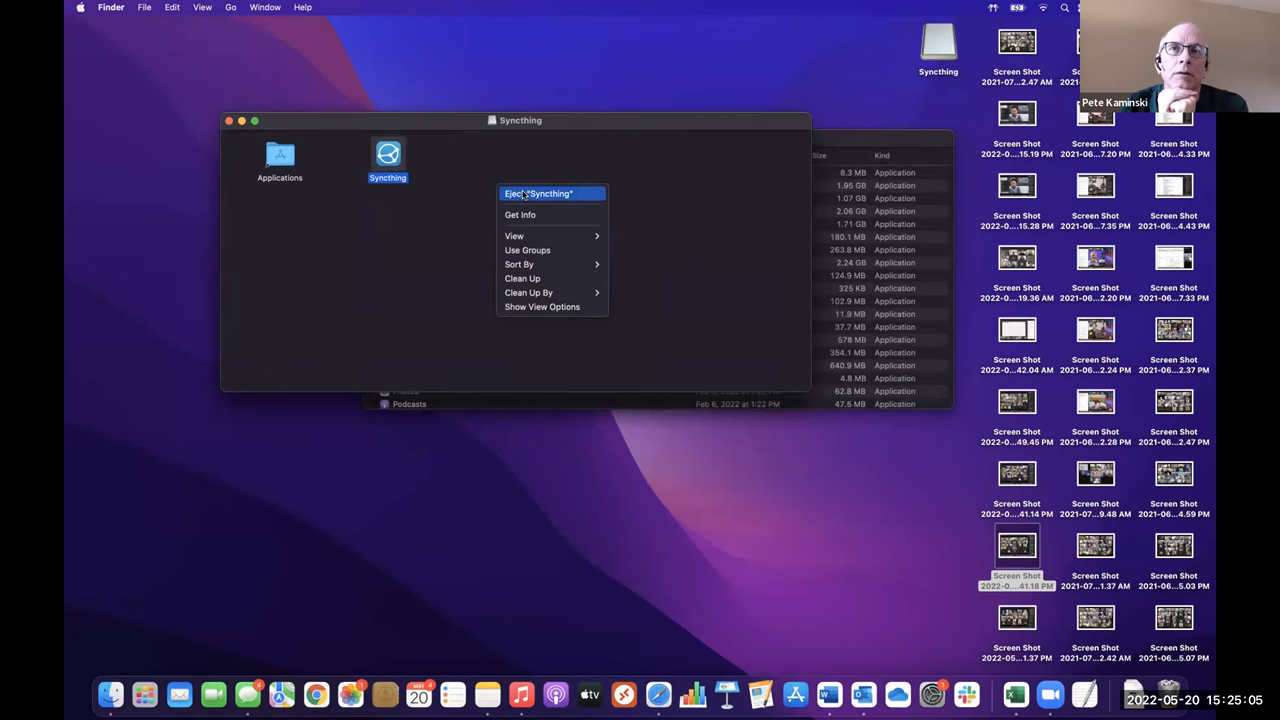 Finder File Edit View Go Window Help
Pete Kaminski
Syncthing
Syncthing
Applications
Syncthing
Eject "Syncthing"
Get Info
View
Use Groups
Sort By
Clean Up
Clean Up By
Show View Options
Size Kind
8.3 MB Application
1.95 GB Application
1.07 GB Application
2.06 GB Application
1.71 GB Application
180.1 MB Application
263.8 MB Application
2.24 GB Application
124.9 MB Application
325 KB Application
102.9 MB Application
11.9 MB Application
37.7 MB Application
578 MB Application
354.1 MB Application
640.9 MB Application
4.8 MB Application
62.8 MB Application
Podcasts Feb 6, 2022 at 1:22 PM 47.5 MB Application
Screen Shot
2021-07...2.47 AM
Screen Shot Screen Shot Screen Shot
2022-0....15.19 PM 2021-06...7.20 PM 2021-06...4.33 PM
Screen Shot Screen Shot Screen Shot
2022-0....15.28 PM 2021-06...7.35 PM 2021-06...4.43 PM
Screen Shot Screen Shot Screen Shot
2022-0....19.36 AM 2021-06...2.20 PM 2021-06...7.33 PM
Screen Shot Screen Shot Screen Shot
2022-0....42.04 AM 2021-06...2.24 PM 2021-06...2.37 PM
Screen Shot Screen Shot Screen Shot
2022-0....49.45 PM 2021-06...2.28 PM 2021-06...2.47 PM
Screen Shot Screen Shot Screen Shot
2022-0....41.14 PM 2021-07...9.48 AM 2021-06...4.59 PM
Screen Shot Screen Shot Screen Shot
2022-0....41.18 PM 2021-07...1.37 AM 2021-06...5.03 PM
Screen Shot Screen Shot Screen Shot
2022-05...1.37 PM 2021-07...2.42 AM 2021-06...5.07 PM
MAY
20
tv
2022-05-20 15:25:05